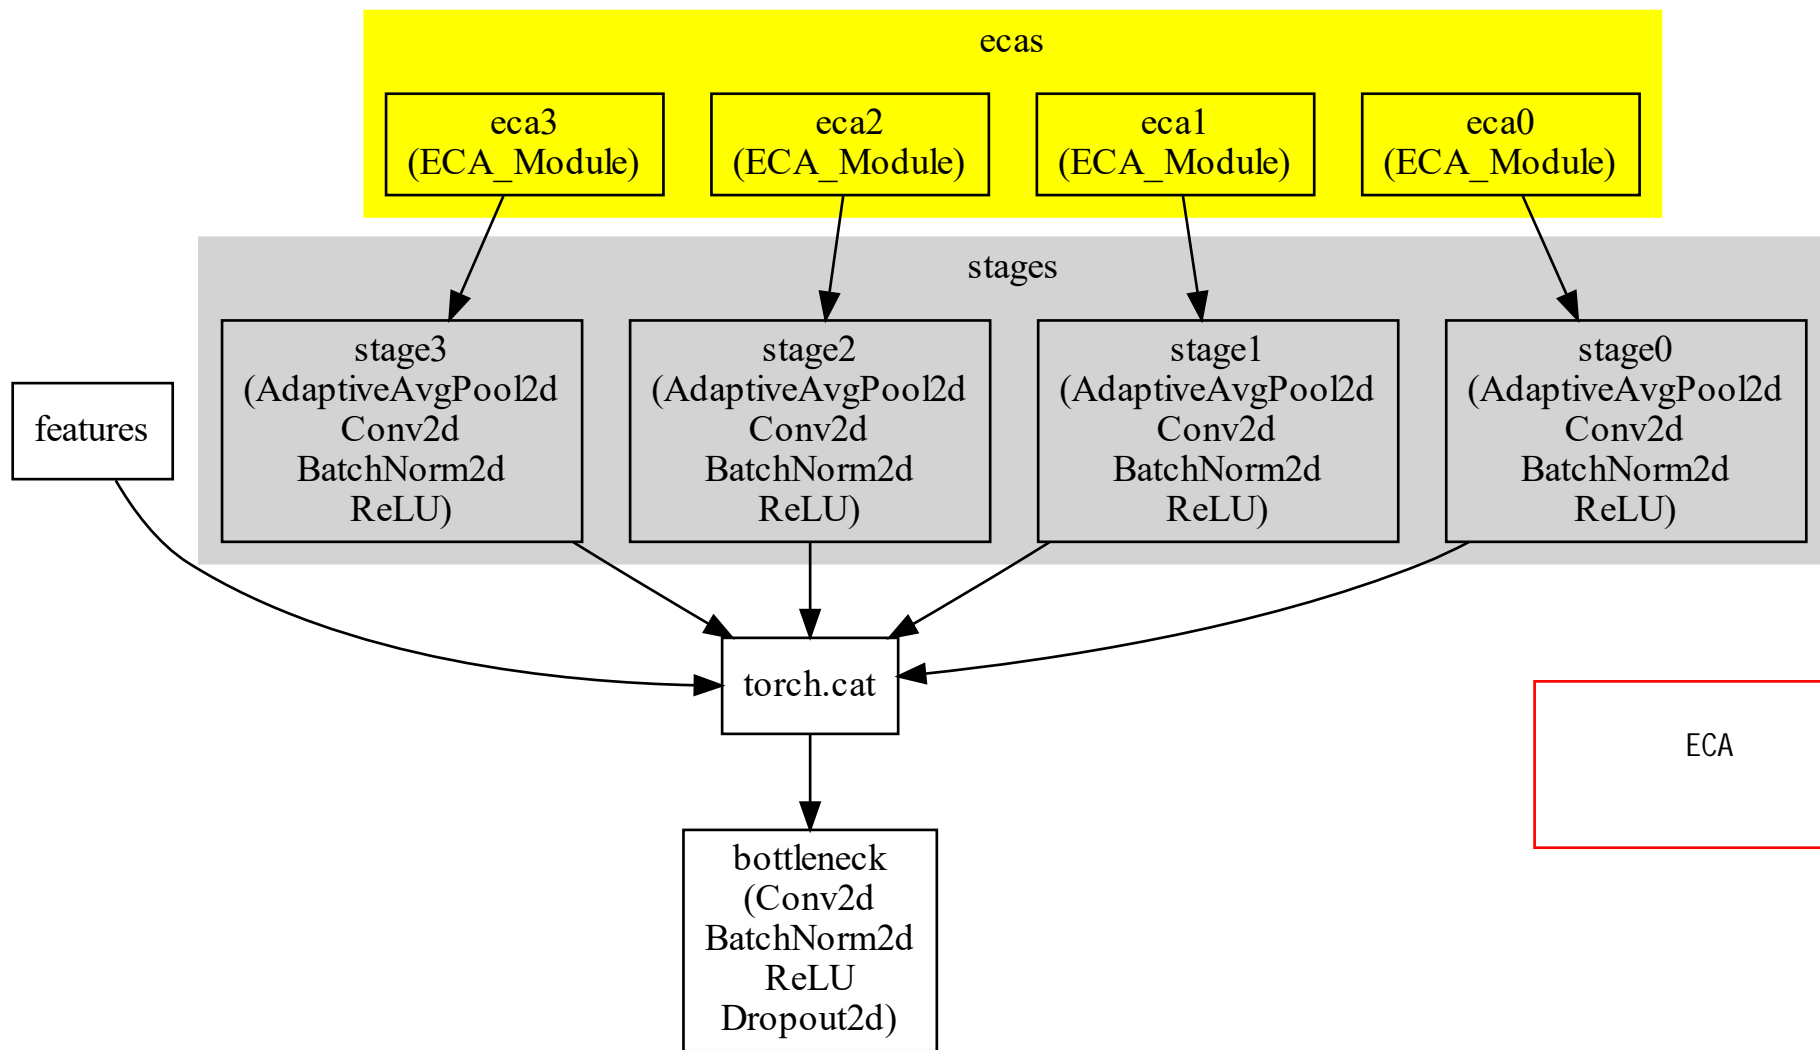 ecas
eca3
(ECA_Module)
eca2
(ECA_Module)
eca1
(ECA_Module)
eca0
(ECA_Module)
stages
stage3
(AdaptiveAvgPool2d
Conv2d
BatchNorm2d
ReLU)
stage2
(AdaptiveAvgPool2d
Conv2d
BatchNorm2d
ReLU)
stage1
(AdaptiveAvgPool2d
Conv2d
BatchNorm2d
ReLU)
stage0
(AdaptiveAvgPool2d
Conv2d
BatchNorm2d
ReLU)
features
torch.cat
ECA
bottleneck
(Conv2d
BatchNorm2d
ReLU
Dropout2d)